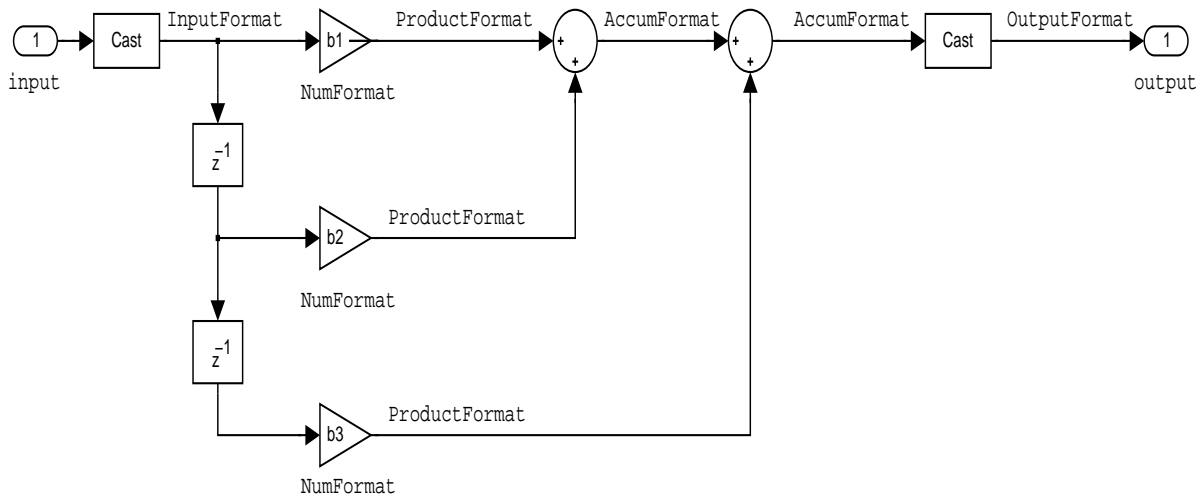 InputFormat ProductFormat AccumFormat AccumFormat OutputFormat
1 Cast b1 + + Cast 1
+ +
input NumFormat output
z⁻¹
ProductFormat
b2
NumFormat
z⁻¹
ProductFormat
b3
NumFormat